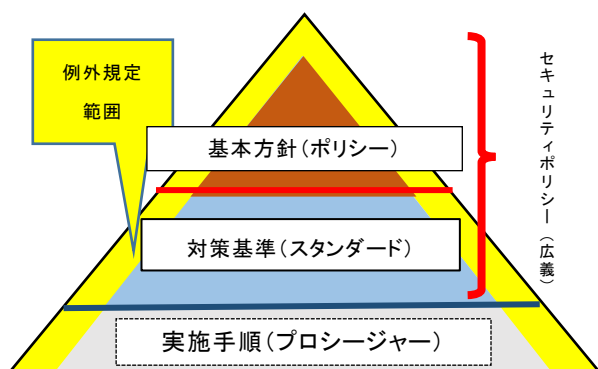 例外規定
範囲
基本方針（ポリシー）
対策基準（スタンダード）
実施手順（プロシージャー）
セキュリティポリシー（広義）